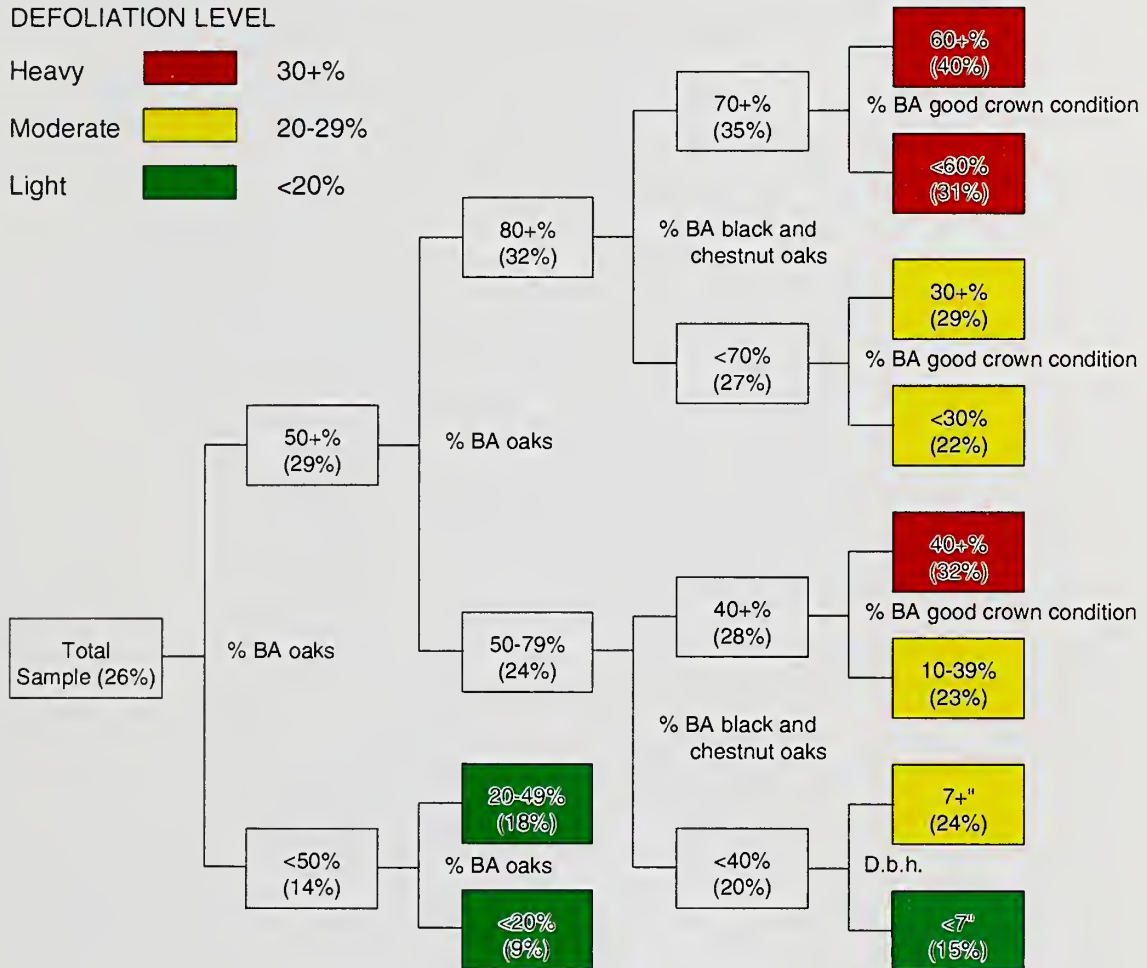 DEFOLIATION LEVEL
Heavy 30+%
Moderate 20-29%
Light <20%
Total
Sample (26%)
% BA oaks
50+%
(29%)
<50%
(14%)
% BA oaks
80+%
(32%)
50-79%
(24%)
20-49%
(18%)
% BA oaks
<20%
(9%)
% BA black and
chestnut oaks
70+%
(35%)
<70%
(27%)
% BA black and
chestnut oaks
40+%
(28%)
<40%
(20%)
60+%
(40%)
% BA good crown condition
<60%
(31%)
30+%
(29%)
% BA good crown condition
<30%
(22%)
40+%
(32%)
% BA good crown condition
10-39%
(23%)
7+"
(24%)
D.b.h.
<7"
(15%)